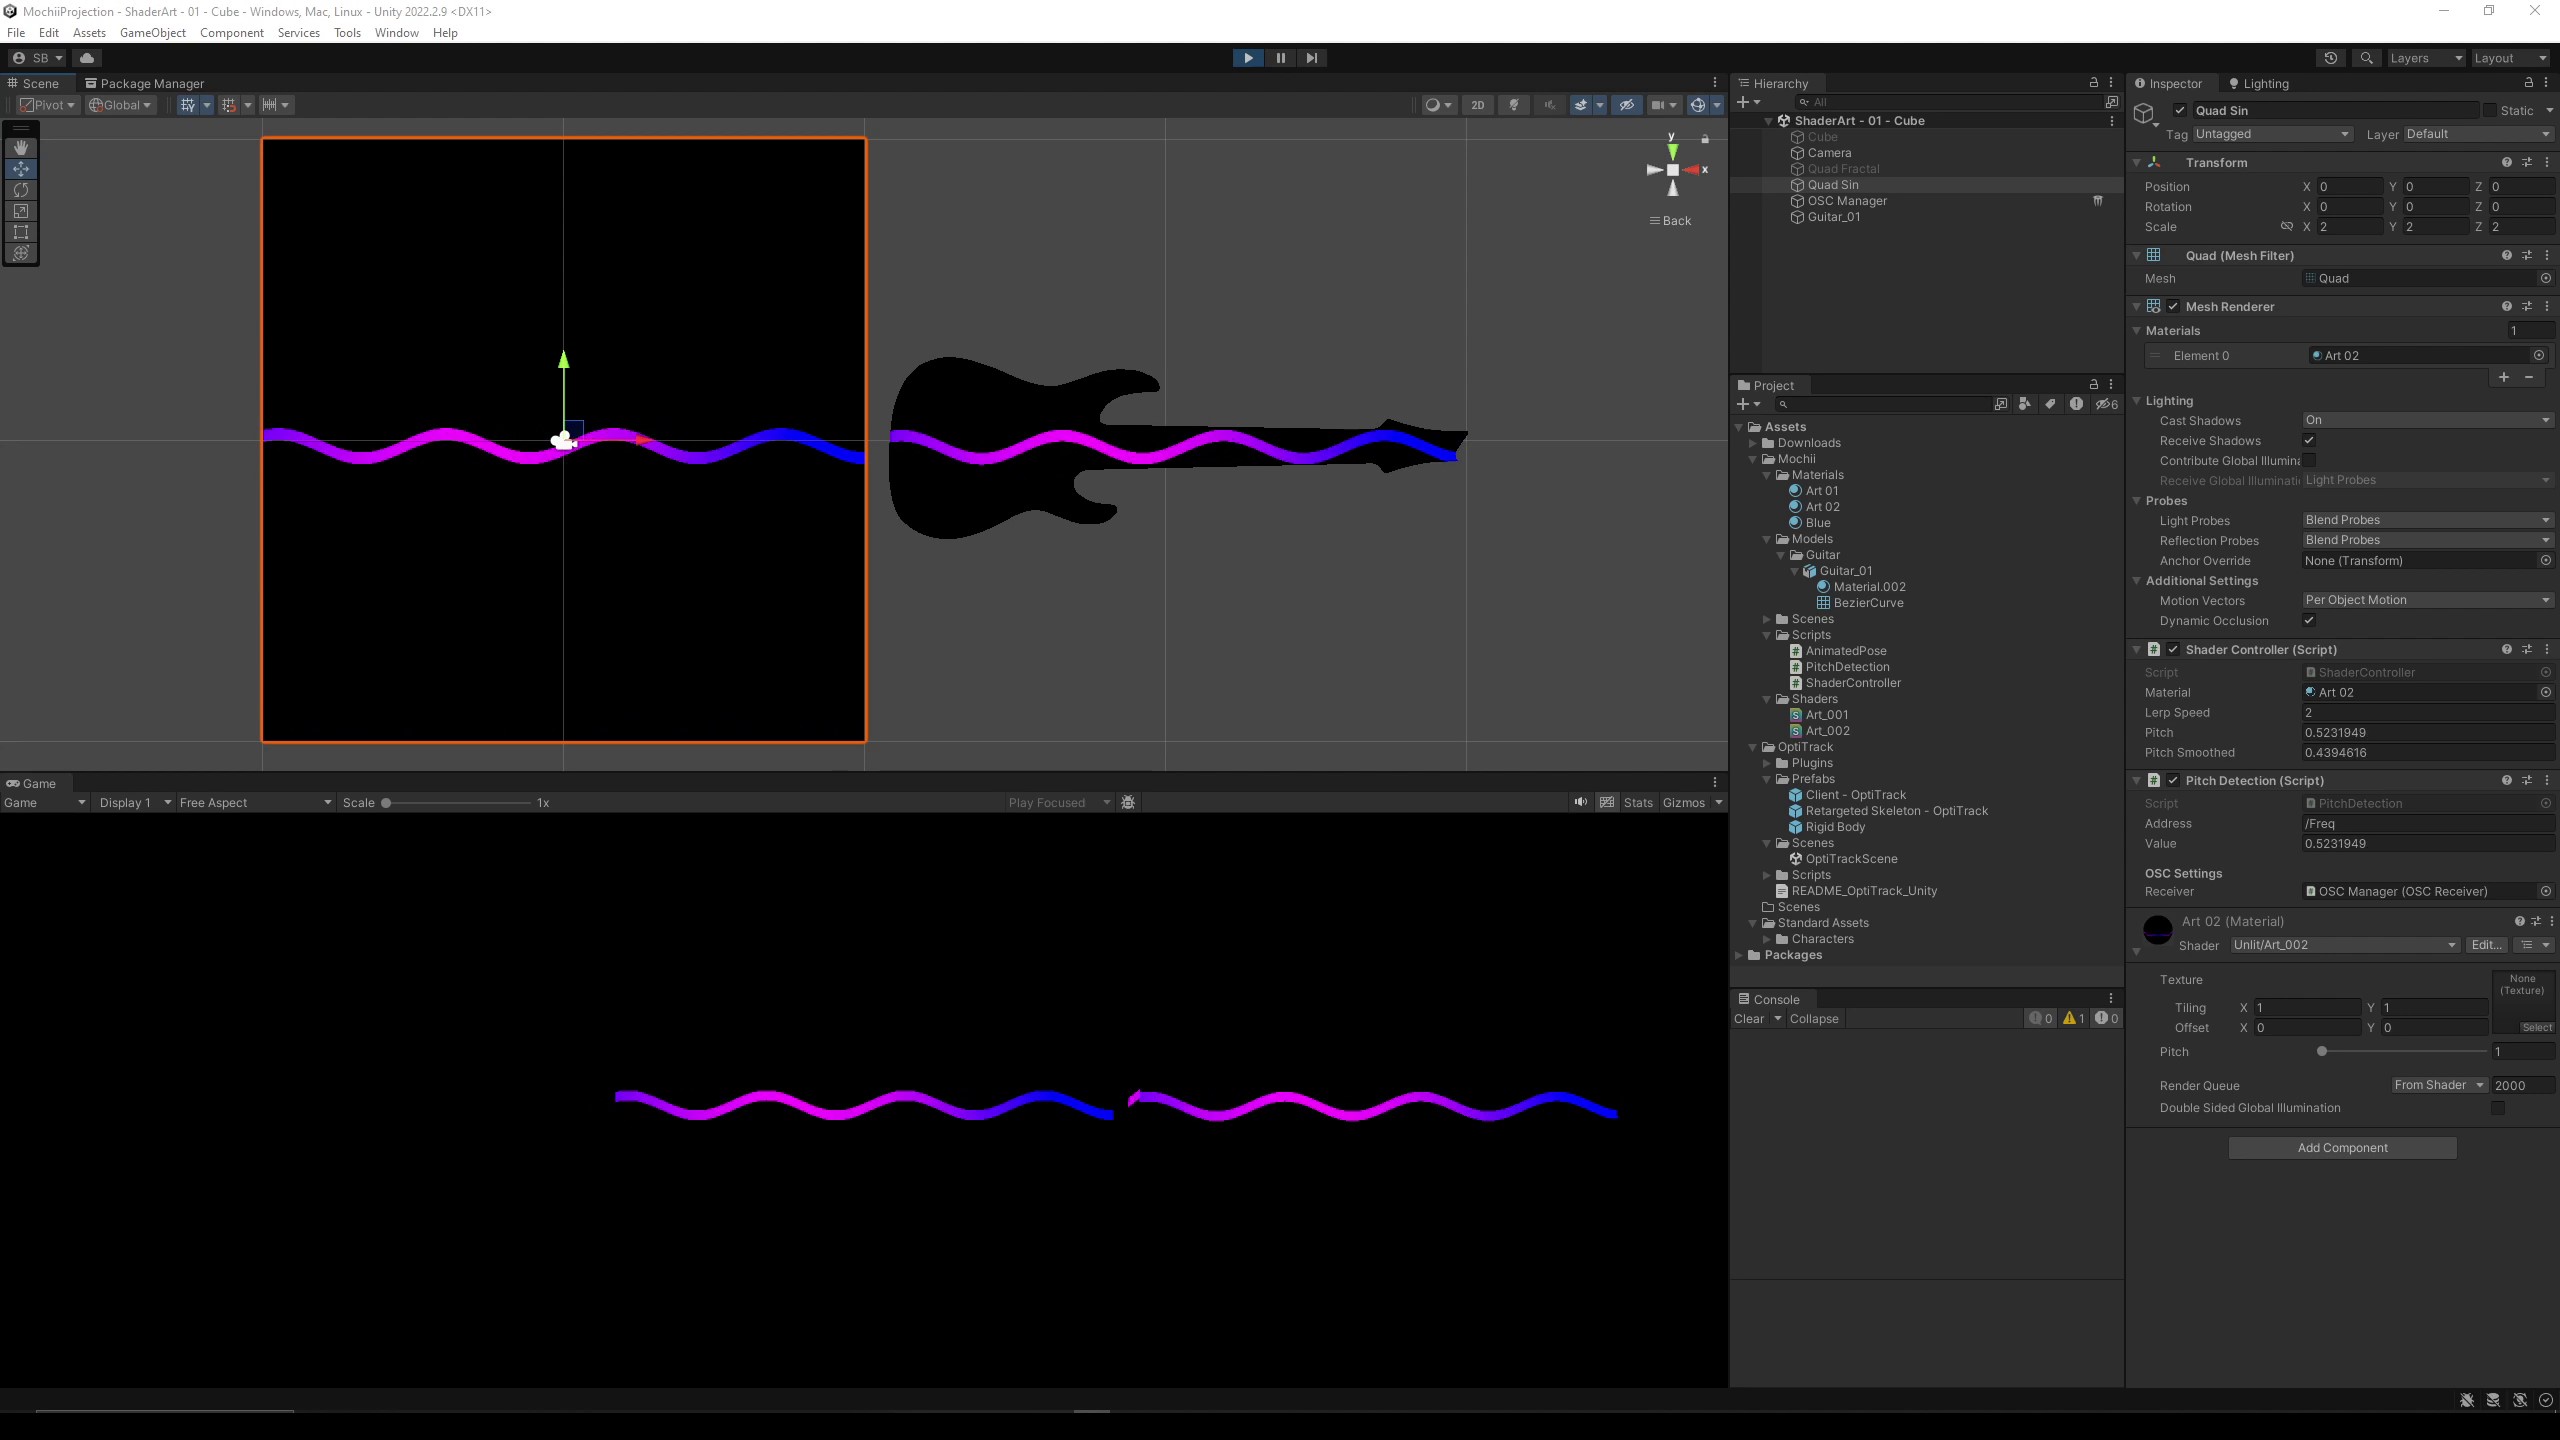 MochiiProjection - ShaderArt - 01 - Cube - Windows, Mac, Linux - Unity 2022.2.9 <DX11>
File Edit Assets GameObject Component Services Tools Window Help
SB Layers Layout
Scene Package Manager
Pivot Global 2D
y
x
Back
Game
Game Display 1 Free Aspect Scale 1x Play Focused Stats Gizmos
Hierarchy
All
ShaderArt - 01 - Cube
Cube
Camera
Quad Fractal
Quad Sin
OSC Manager
Guitar_01
Project
6
Assets
Downloads
Mochii
Materials
Art 01
Art 02
Blue
Models
Guitar
Guitar_01
Material.002
BezierCurve
Scenes
Scripts
AnimatedPose
PitchDetection
ShaderController
Shaders
Art_001
Art_002
OptiTrack
Plugins
Prefabs
Client - OptiTrack
Retargeted Skeleton - OptiTrack
Rigid Body
Scenes
OptiTrackScene
Scripts
README_OptiTrack_Unity
Scenes
Standard Assets
Characters
Packages
Console
Clear Collapse 0 1 0
Inspector Lighting
Quad Sin Static
Tag Untagged Layer Default
Transform
Position X 0 Y 0 Z 0
Rotation X 0 Y 0 Z 0
Scale X 2 Y 2 Z 2
Quad (Mesh Filter)
Mesh Quad
Mesh Renderer
Materials 1
Element 0 Art 02
Lighting
Cast Shadows On
Receive Shadows
Contribute Global Illumina
Receive Global Illuminati Light Probes
Probes
Light Probes Blend Probes
Reflection Probes Blend Probes
Anchor Override None (Transform)
Additional Settings
Motion Vectors Per Object Motion
Dynamic Occlusion
Shader Controller (Script)
Script ShaderController
Material Art 02
Lerp Speed 2
Pitch 0.5231949
Pitch Smoothed 0.4394616
Pitch Detection (Script)
Script PitchDetection
Address /Freq
Value 0.5231949
OSC Settings
Receiver OSC Manager (OSC Receiver)
Art 02 (Material)
Shader Unlit/Art_002 Edit...
Texture None (Texture)
Tiling X 1 Y 1
Offset X 0 Y 0 Select
Pitch 1
Render Queue From Shader 2000
Double Sided Global Illumination
Add Component